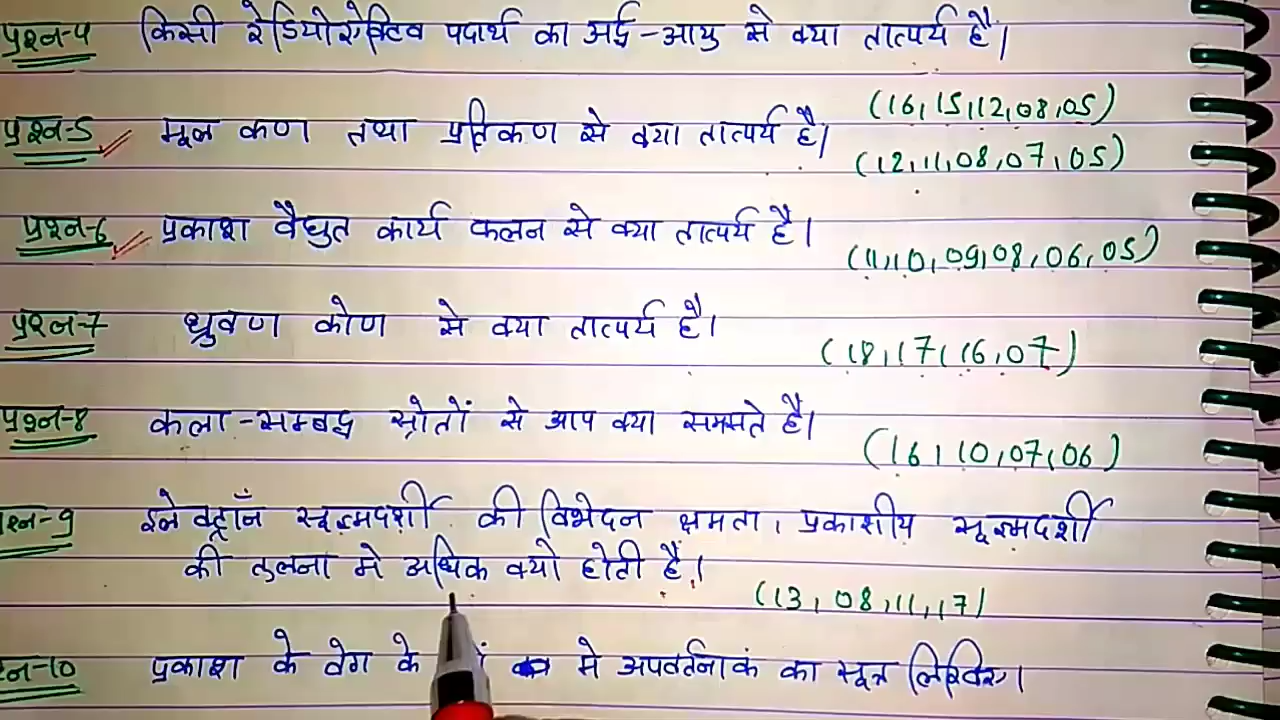 प्रश्न-4 किसी रेडियोऐक्टिव पदार्थ का अर्द्ध-आयु से क्या तात्पर्य है।
(16,15,12,08,05)
प्रश्न-5 मूल कण तथा प्रतिकण से क्या तात्पर्य है।
(12,11,08,07,05)
प्रश्न-6 प्रकाश वैद्युत कार्य फलन से क्या तात्पर्य है।
(11,10,09,08,06,05)
प्रश्न-7 ध्रुवण कोण से क्या तात्पर्य है।
(18,17,16,07)
प्रश्न-8 कला-सम्बद्ध स्रोतों से आप क्या समझते है।
(16,10,07,06)
श्न-9 इलेक्ट्रॉन सूक्ष्मदर्शी की विभेदन क्षमता, प्रकाशीय सूक्ष्मदर्शी
की तुलना मे अधिक क्यो होती है।
(13,08,11,17)
श्न-10 प्रकाश के वेग के मे अपवर्तनाकं का सूत्र लिखिए।